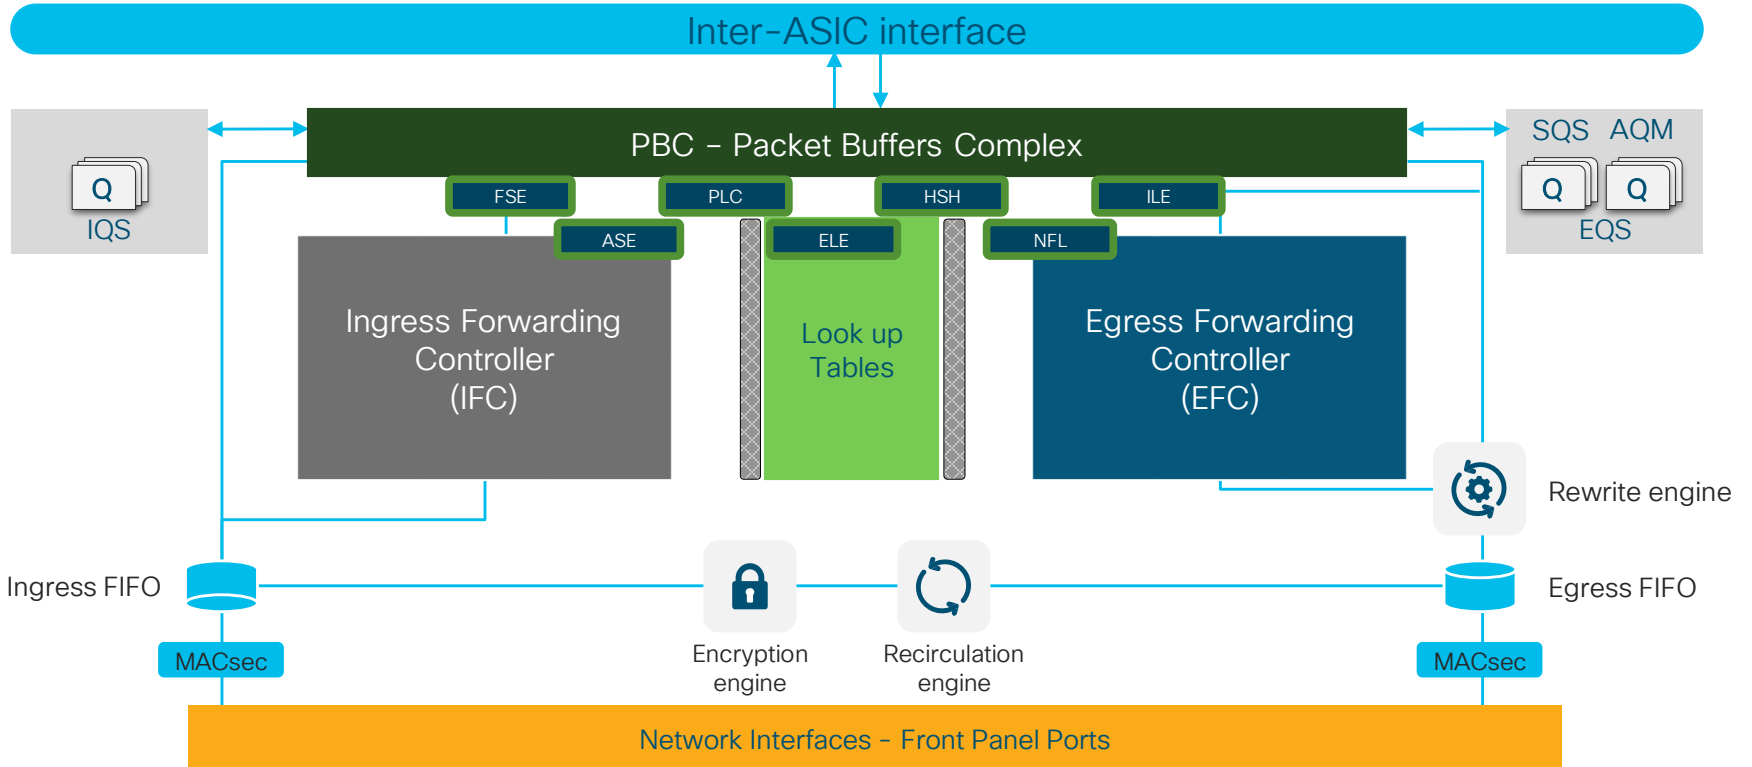 Inter-ASIC interface
PBC – Packet Buffers Complex
SQS AQM
Q
IQS
Q Q
EQS
FSE PLC HSH ILE
ASE ELE NFL
Ingress Forwarding
Controller
(IFC)
Look up
Tables
Egress Forwarding
Controller
(EFC)
Rewrite engine
Ingress FIFO
Egress FIFO
Encryption
engine
Recirculation
engine
MACsec
MACsec
Network Interfaces - Front Panel Ports